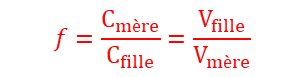 f = C_mère / C_fille = V_fille / V_mère